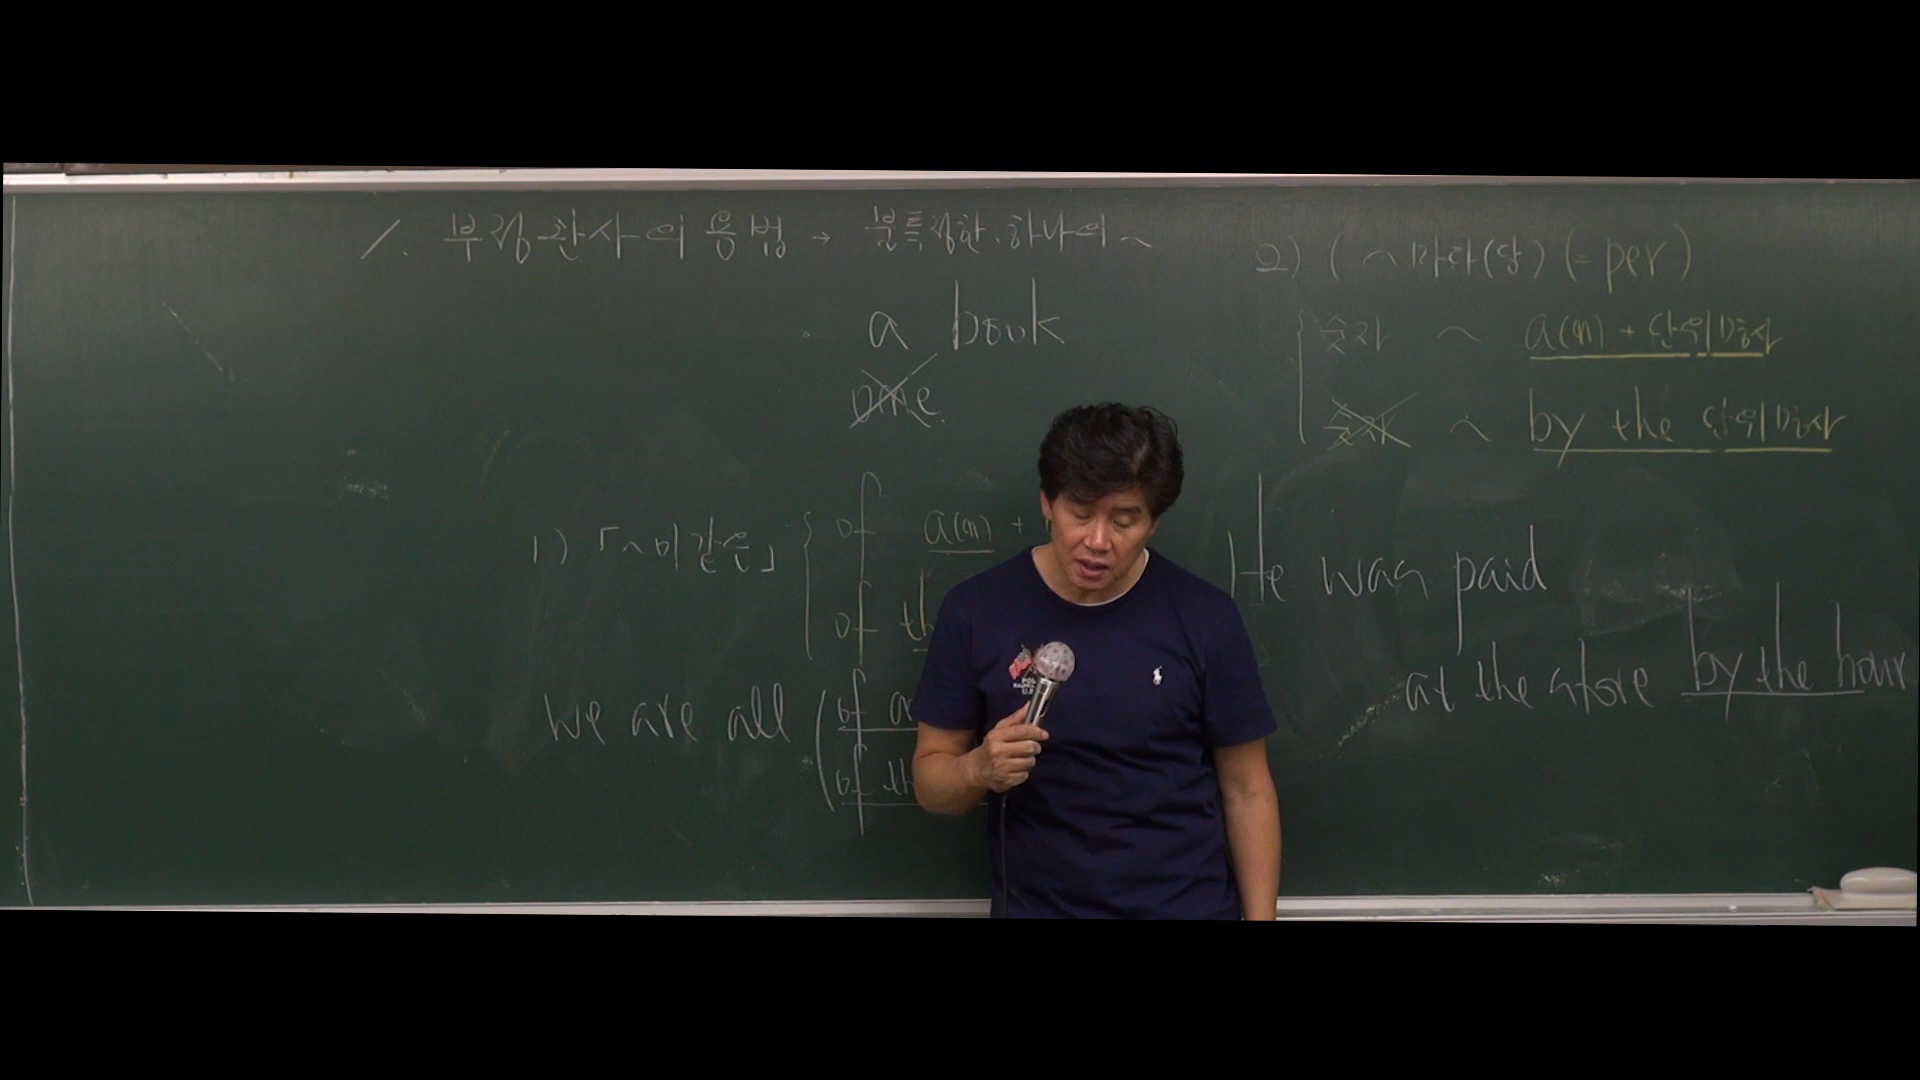 1. 부정관사의 용법 → 불특정한. 하나의 ~
a book
one
1) 「~이 같은」
of a(n) +
of th
we are all (of a
of th
2) ( ~마다(당) (= per)
숫자 ~ a(n) + 단위명사
숫자 ~ by the 단위명사
He was paid
at the store by the hour